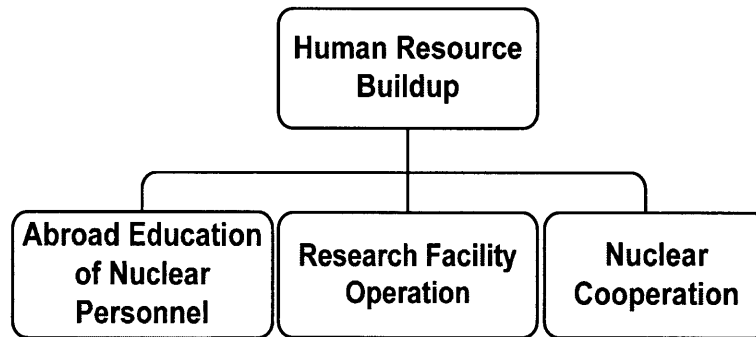 Human Resource
Buildup
Abroad Education
of Nuclear
Personnel
Research Facility
Operation
Nuclear
Cooperation